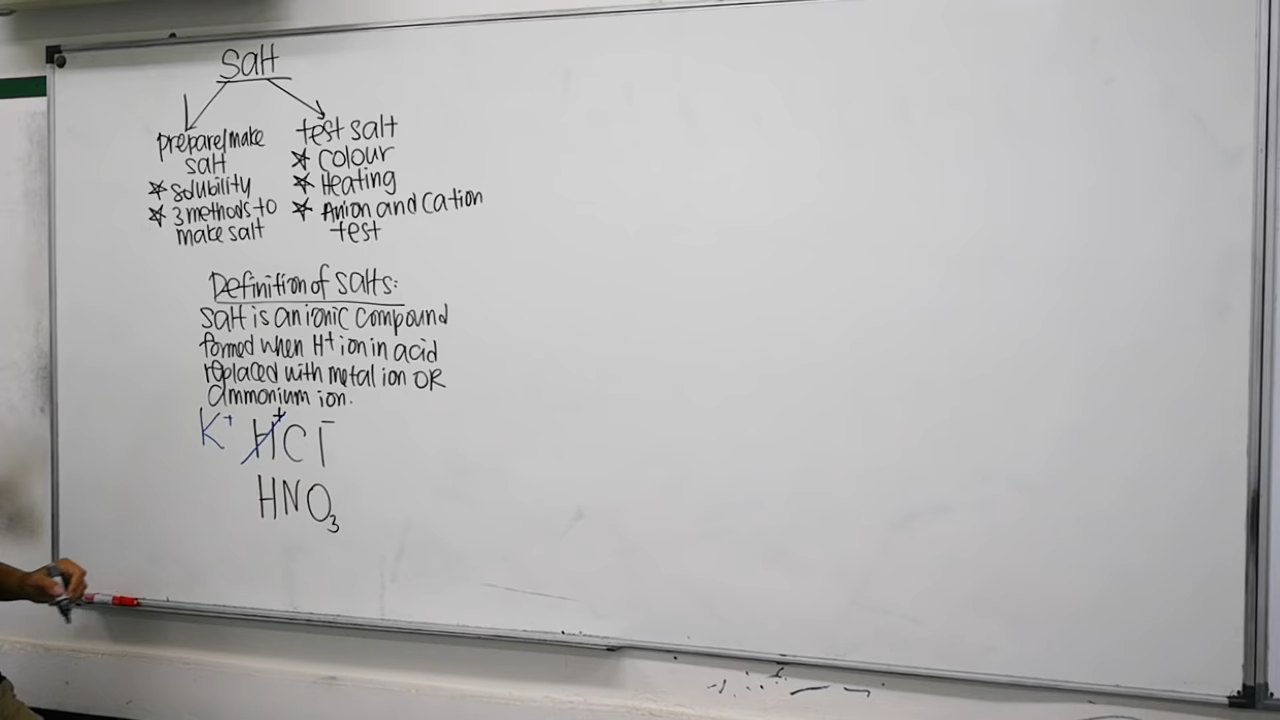 Salt
prepare/make
salt
* solubility
* 3 methods to
make salt
test salt
* colour
* Heating
* Anion and Cation
test
Definition of salts:
Salt is an ionic compound
formed when H⁺ ion in acid
replaced with metal ion OR
ammonium ion.
K⁺ H⁺Cl⁻
HNO₃